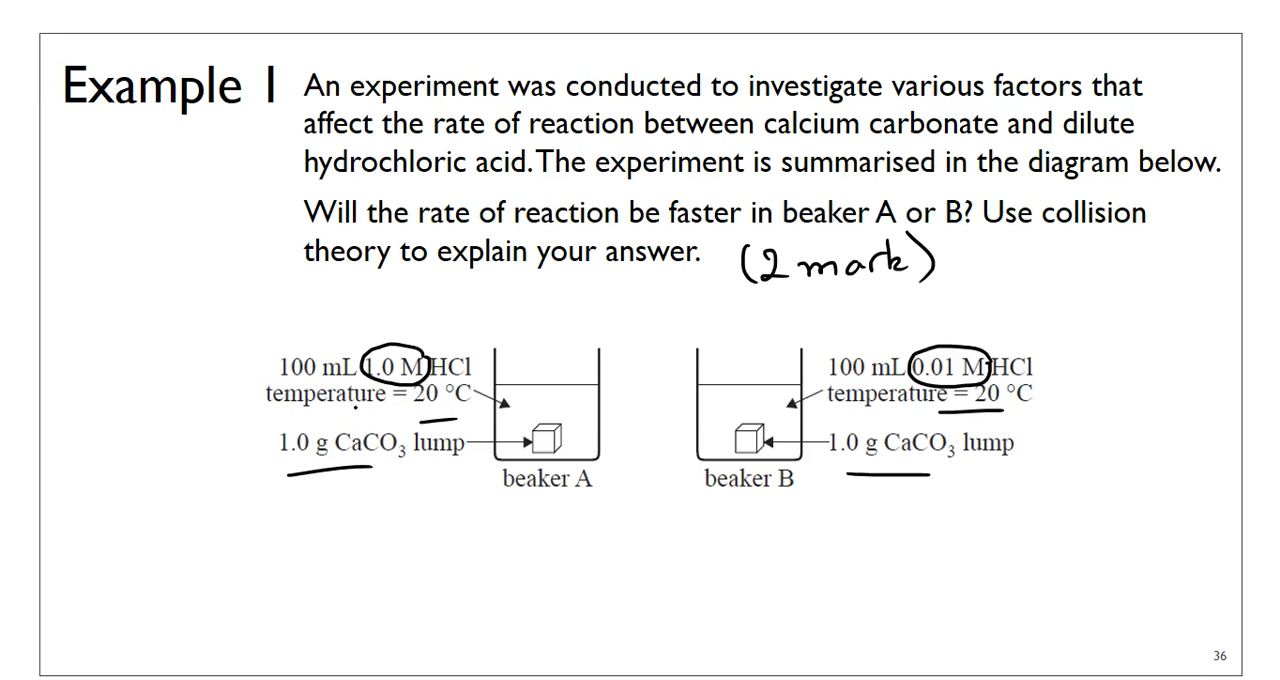 Example 1
An experiment was conducted to investigate various factors that
affect the rate of reaction between calcium carbonate and dilute
hydrochloric acid. The experiment is summarised in the diagram below.
Will the rate of reaction be faster in beaker A or B? Use collision
theory to explain your answer. (2 mark)
100 mL 1.0 M HCl
temperature = 20 °C
1.0 g CaCO₃ lump
beaker A
100 mL 0.01 M HCl
temperature = 20 °C
1.0 g CaCO₃ lump
beaker B
36